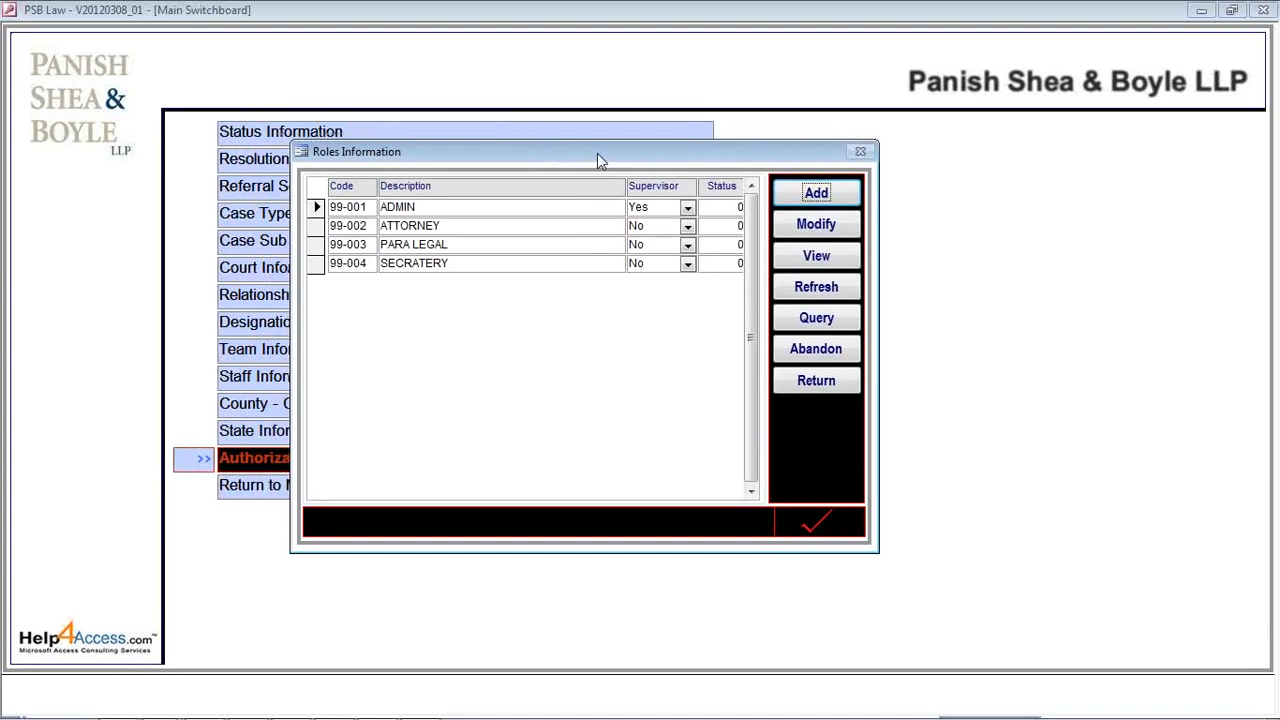 PSB Law - V20120308_01 - [Main Switchboard]
PANISH
SHEA &
BOYLE
LLP
Panish Shea & Boyle LLP
Status Information
Resolution
Referral S
Case Type
Case Sub
Court Info
Relationsh
Designatio
Team Infor
Staff Inforr
County - C
State Infor
>> Authoriza
Return to M
Roles Information
Code Description Supervisor Status
99-001 ADMIN Yes 0
99-002 ATTORNEY No 0
99-003 PARA LEGAL No 0
99-004 SECRATERY No 0
Add
Modify
View
Refresh
Query
Abandon
Return
Help4Access.com™
Microsoft Access Consulting Services